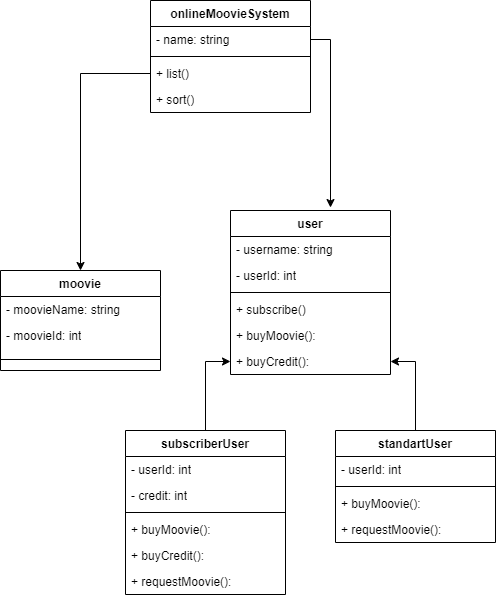 onlineMoovieSystem
- name: string
+ list()
+ sort()
user
- username: string
- userId: int
+ subscribe()
+ buyMoovie():
+ buyCredit():
moovie
- moovieName: string
- moovieId: int
subscriberUser
- userId: int
- credit: int
+ buyMoovie():
+ buyCredit():
+ requestMoovie():
standartUser
- userId: int
+ buyMoovie():
+ requestMoovie():